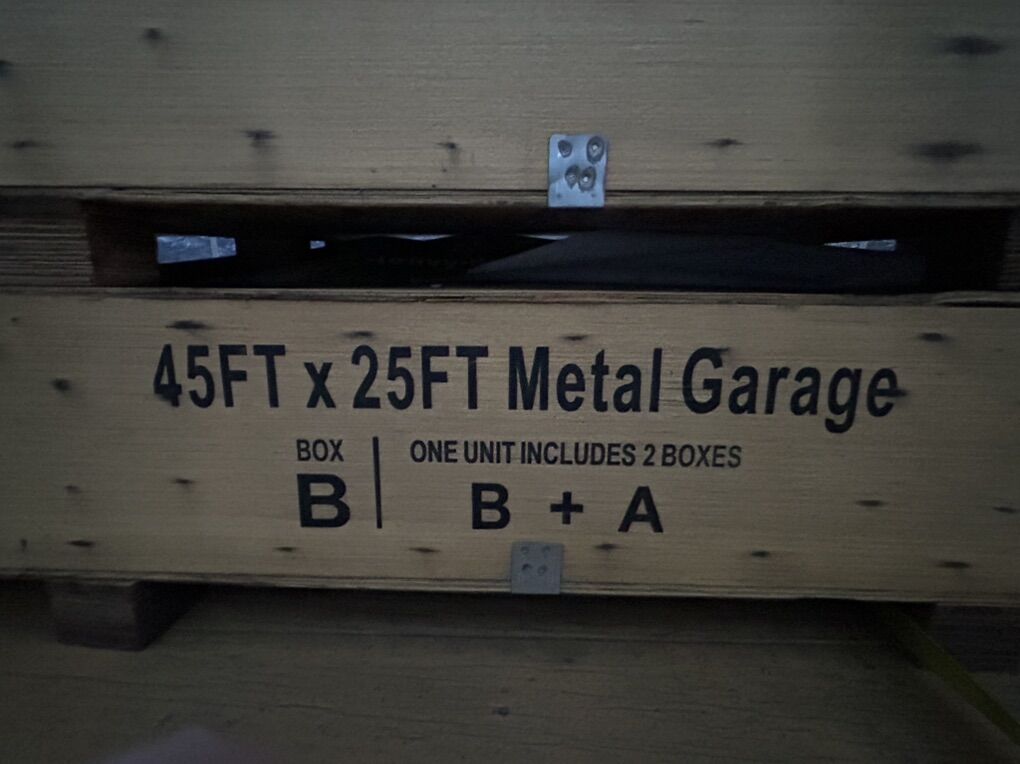 45FT x 25FT Metal Garage
BOX
B
ONE UNIT INCLUDES 2 BOXES
B + A